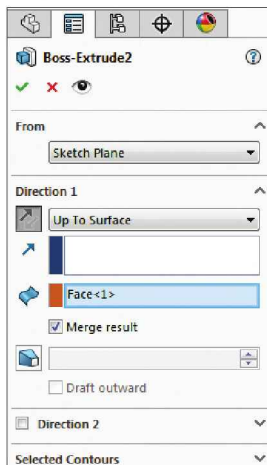 Boss-Extrude2
From
Sketch Plane
Direction 1
Up To Surface
Face<1>
Merge result
Draft outward
Direction 2
Selected Contours